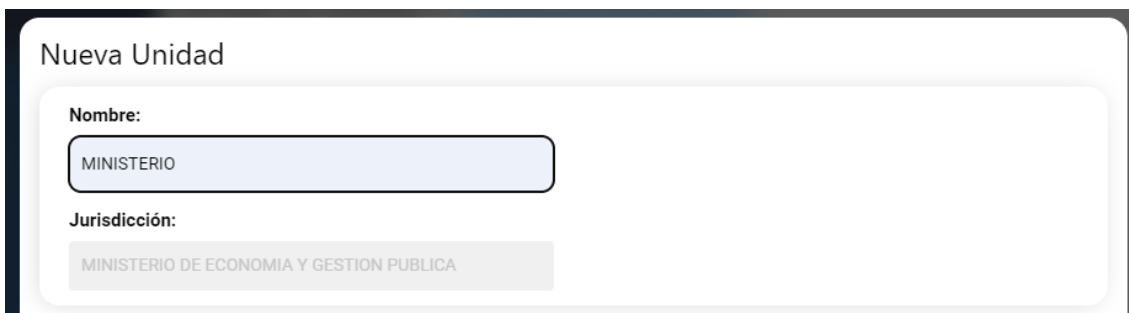 Nueva Unidad
Nombre:
MINISTERIO
Jurisdicción:
MINISTERIO DE ECONOMIA Y GESTION PUBLICA